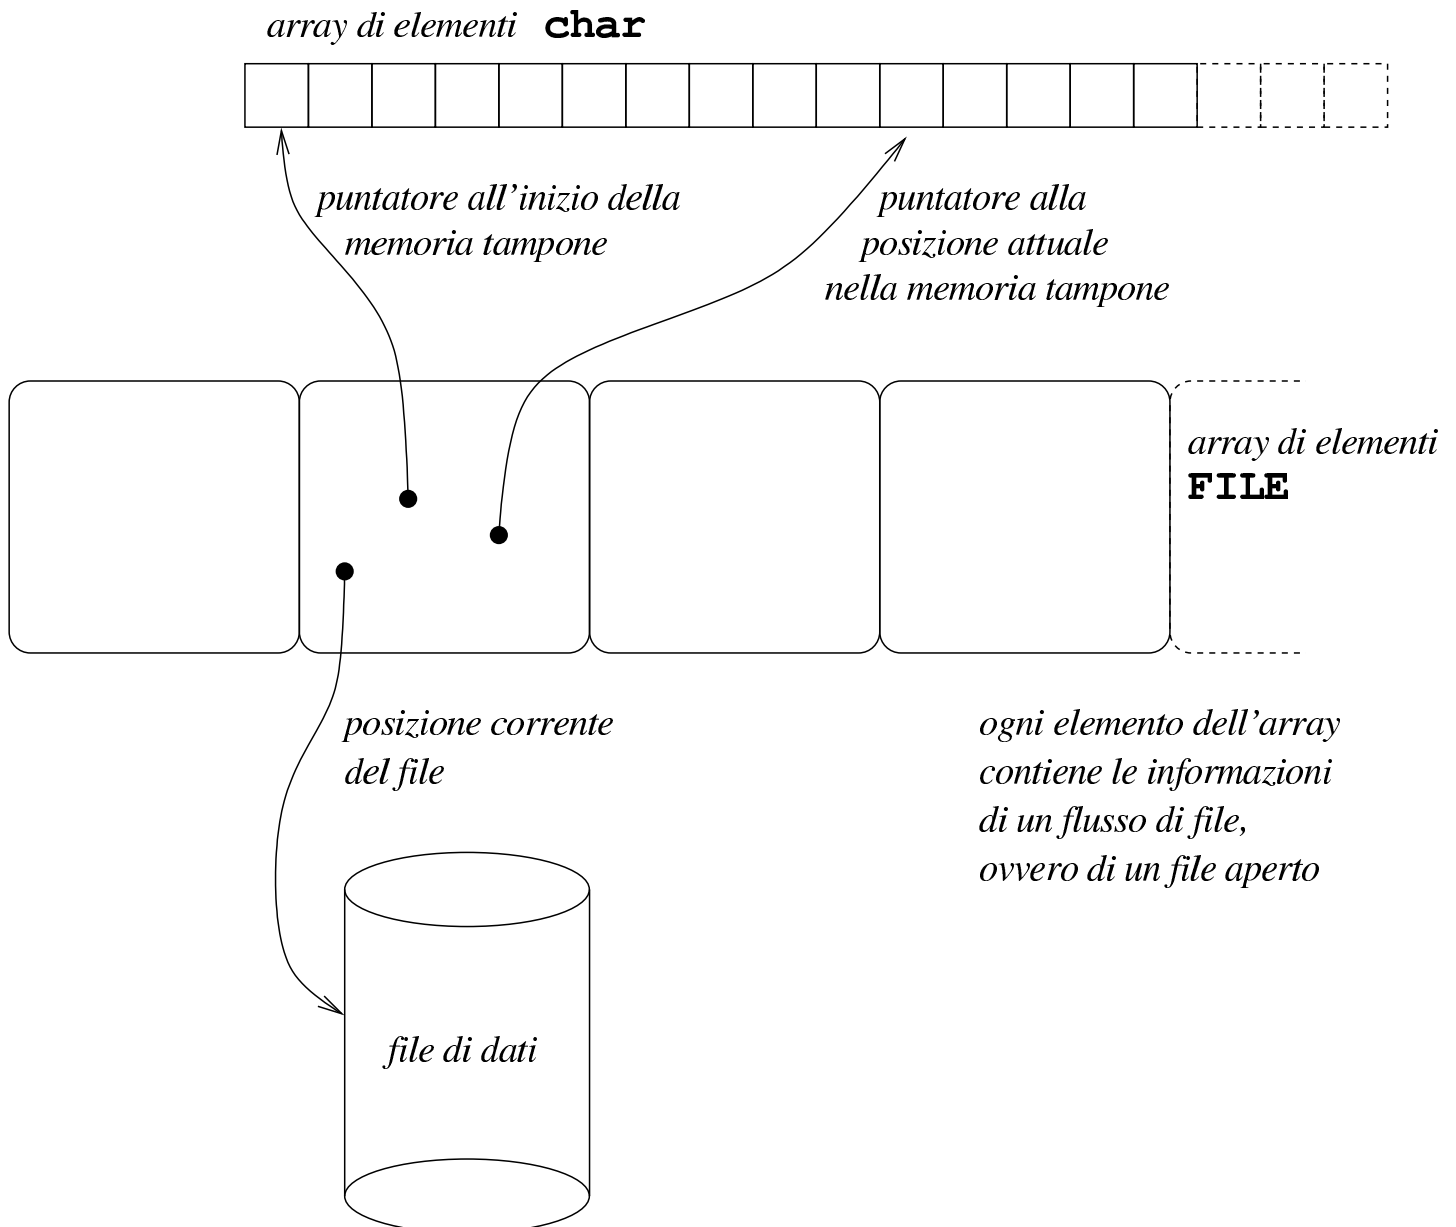 array di elementi char
puntatore all'inizio della
memoria tampone
puntatore alla
posizione attuale
nella memoria tampone
array di elementi
FILE
posizione corrente
del file
ogni elemento dell'array
contiene le informazioni
di un flusso di file,
ovvero di un file aperto
file di dati